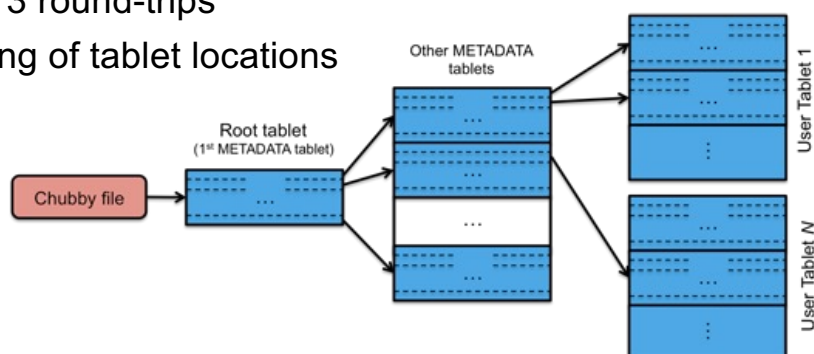 3 round-trips
ng of tablet locations
Other METADATA
tablets
Root tablet
(1st METADATA tablet)
Chubby file
...
...
...
...
...
...
...
⋮
User Tablet 1
...
...
⋮
User Tablet N